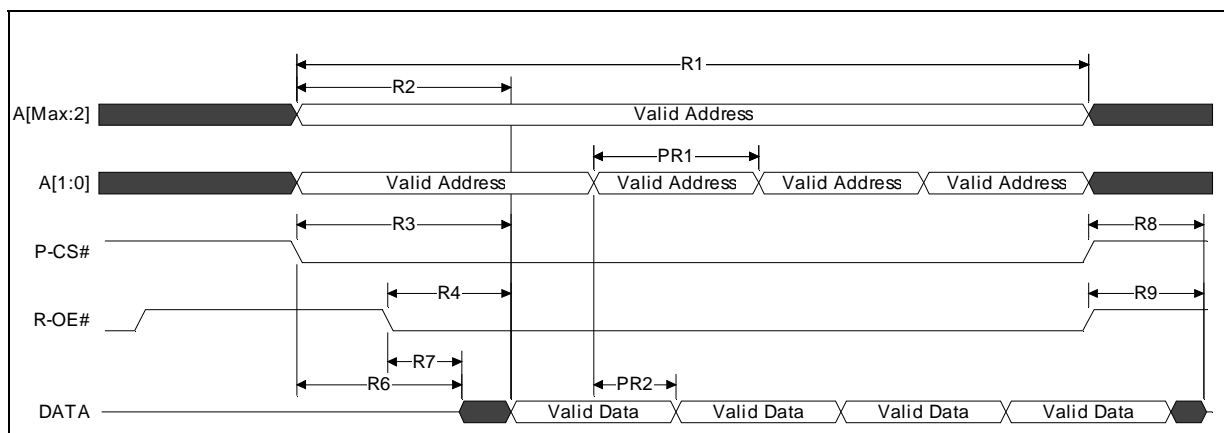 R1
R2
A[Max:2] Valid Address
PR1
A[1:0] Valid Address Valid Address Valid Address Valid Address
R3 R8
P-CS#
R4 R9
R-OE#
R7
R6 PR2
DATA Valid Data Valid Data Valid Data Valid Data